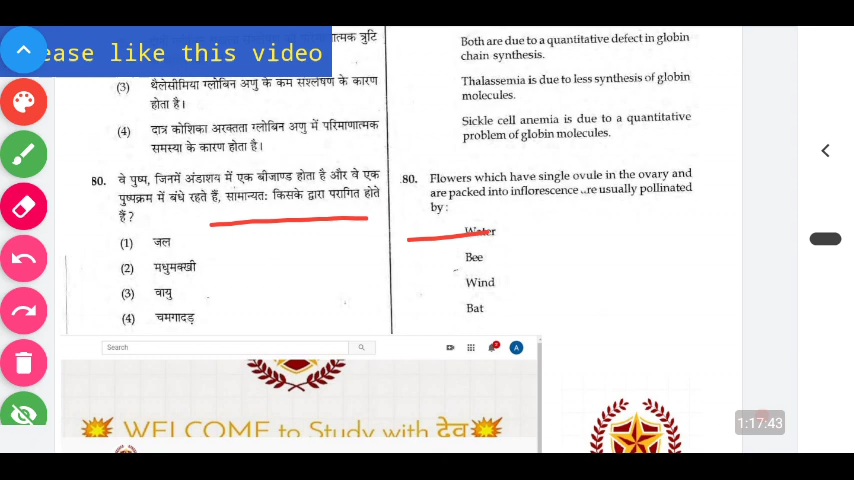 ease like this video
त्मक त्रुटि
(3) थैलेसीमिया ग्लोबिन अणु के कम संश्लेषण के कारण
होता है।
(4) दात्र कोशिका अरक्तता ग्लोबिन अणु में परिमाणात्मक
समस्या के कारण होता है।
80. वे पुष्प, जिनमें अंडाशय में एक बीजाण्ड होता है और वे एक
पुष्पक्रम में बंधे रहते हैं, सामान्यत: किसके द्वारा परागित होते
हैं?
(1) जल
(2) मधुमक्खी
(3) वायु
(4) चमगादड़
Both are due to a quantitative defect in globin
chain synthesis.
Thalassemia is due to less synthesis of globin
molecules.
Sickle cell anemia is due to a quantitative
problem of globin molecules.
80. Flowers which have single ovule in the ovary and
are packed into inflorescence are usually pollinated
by :
Water
Bee
Wind
Bat
Search
A
WELCOME to Study with देव
1:17:43